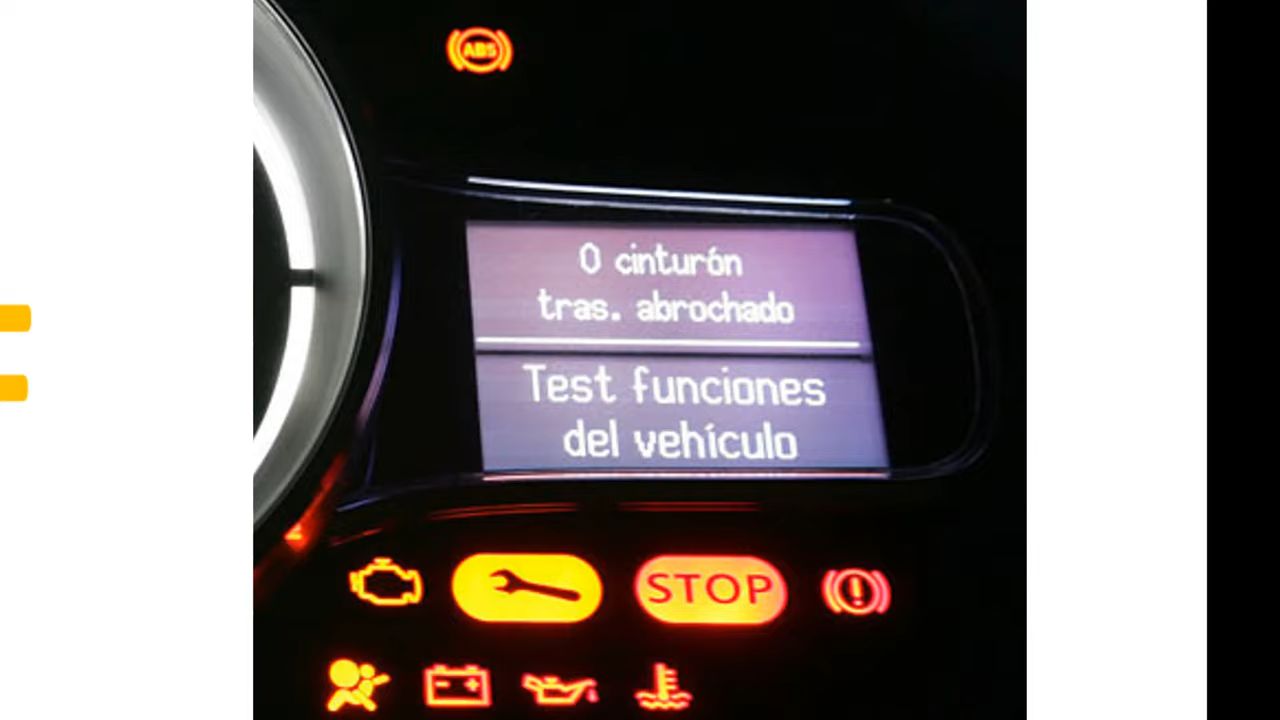 ABS
0 cinturón
tras. abrochado
Test funciones
del vehículo
STOP